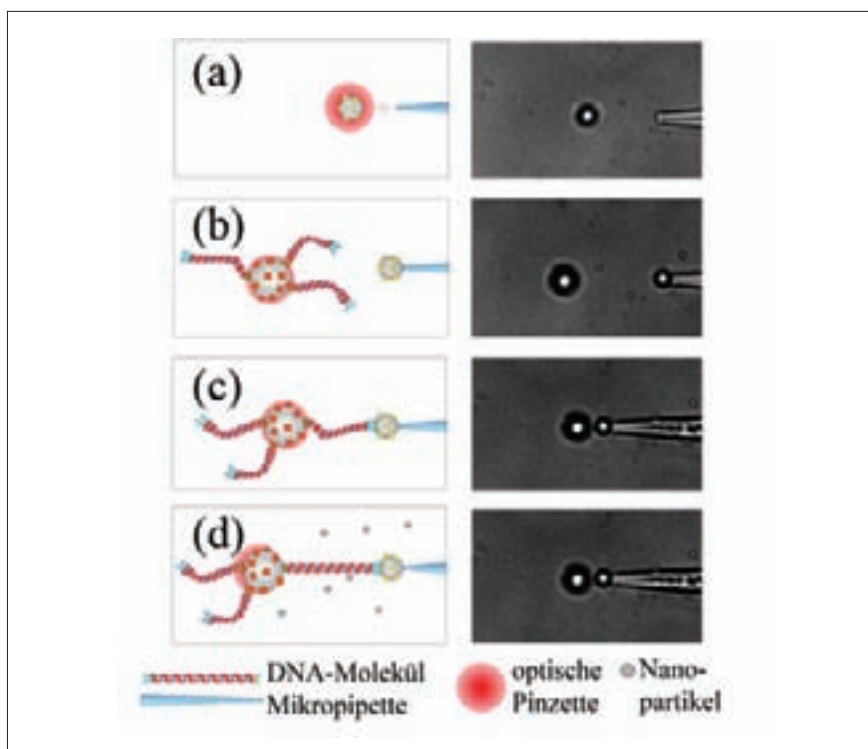 (a)
(b)
(c)
(d)
DNA-Molekül
Mikropipette
optische
Pinzette
Nano-
partikel